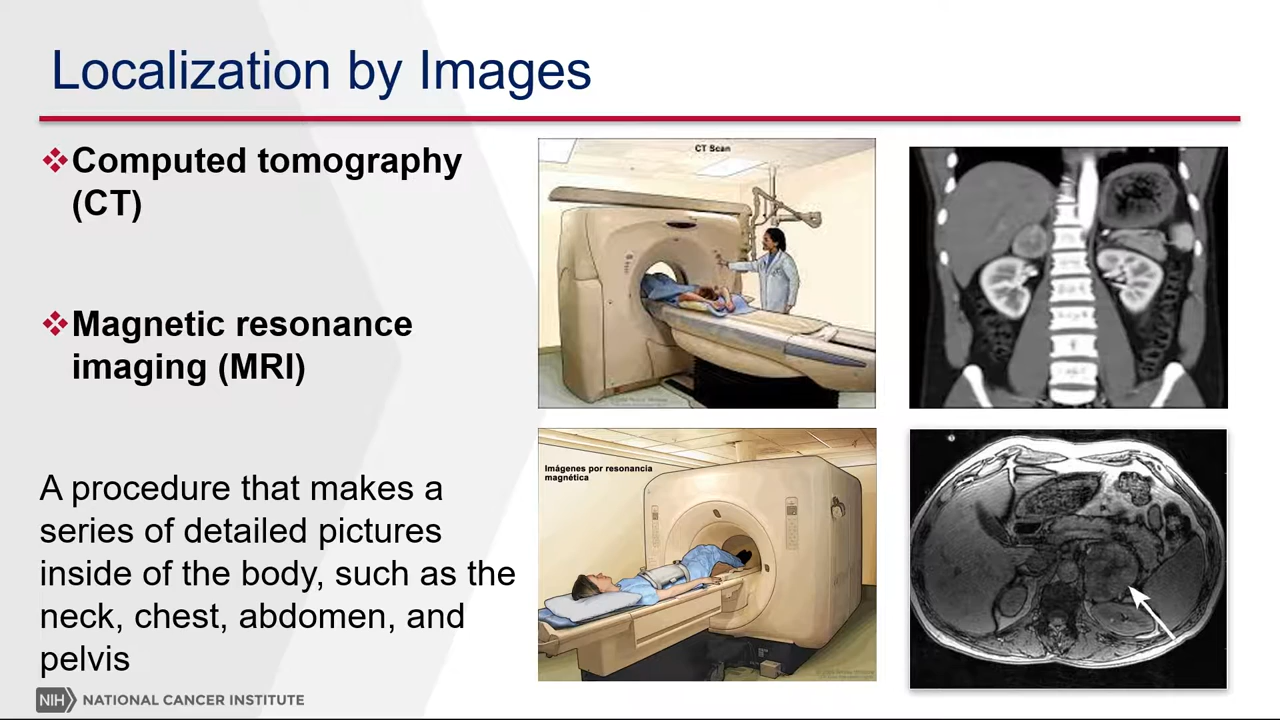 Localization by Images
❖Computed tomography
(CT)
❖Magnetic resonance
imaging (MRI)
A procedure that makes a
series of detailed pictures
inside of the body, such as the
neck, chest, abdomen, and
pelvis
CT Scan
Imágenes por resonancia
magnética
NIH NATIONAL CANCER INSTITUTE